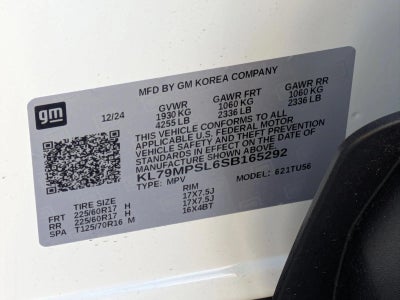 MFD BY GM KOREA COMPANY
gm 12/24 GVWR GAWR FRT GAWR RR
1930 KG 1060 KG 1060 KG
4255 LB 2336 LB 2336 LB
THIS VEHICLE CONFORMS TO ALL
APPLICABLE U.S. FEDERAL MOTOR
VEHICLE SAFETY AND THEFT PREVENTION
STANDARDS IN EFFECT ON THE DATE OF
MANUFACTURE SHOWN ABOVE.
KL79MPSL6SB165292
TYPE: MPV MODEL: 621TU56
TIRE SIZE RIM
FRT 225/60R17 H 17X7.5J
RR 225/60R17 H 17X7.5J
SPA T125/70R16 M 16X4BT